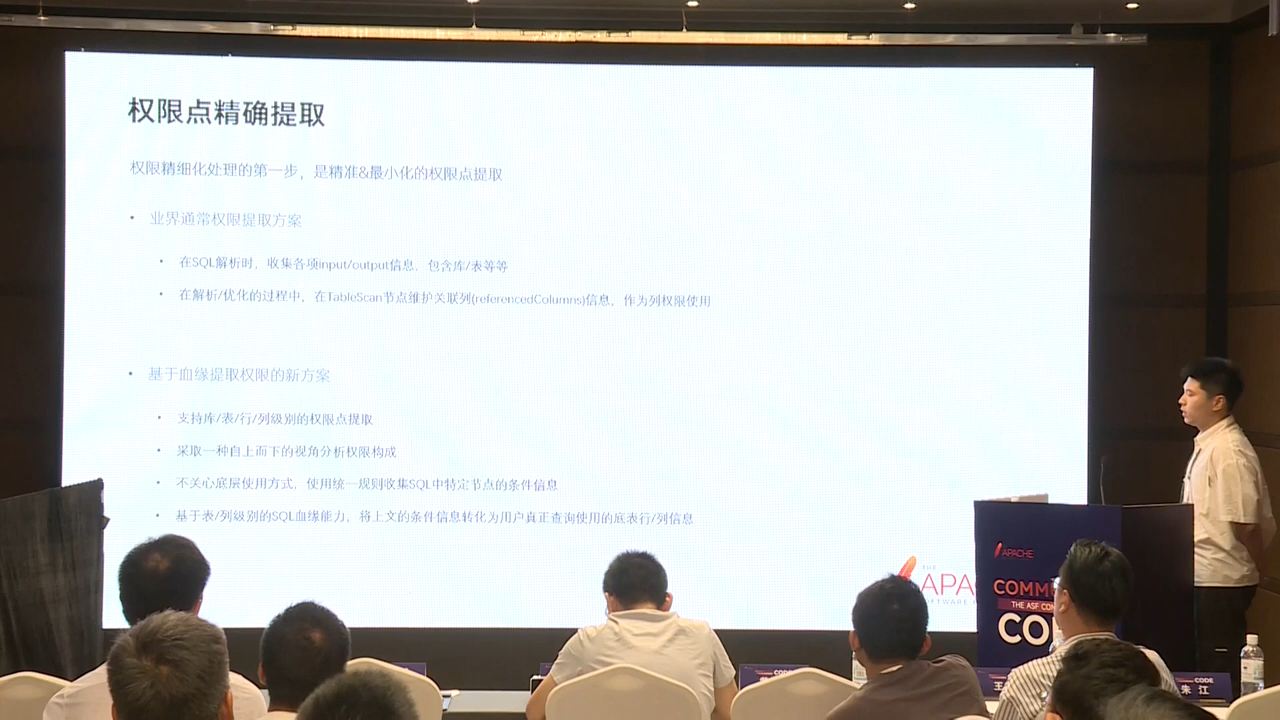 权限点精确提取
权限精细化处理的第一步，是精准&最小化的权限点提取
• 业界通常权限提取方案
• 在SQL解析时，收集各项input/output信息，包含库/表等等
• 在解析/优化的过程中，在TableScan节点维护关联列(referencedColumns)信息，作为列权限使用
• 基于血缘提取权限的新方案
• 支持库/表/行/列级别的权限点提取
• 采取一种自上而下的视角分析权限构成
• 不关心底层使用方式，使用统一规则收集SQL中特定节点的条件信息
• 基于表/列级别的SQL血缘能力，将上文的条件信息转化为用户真正查询使用的底表行/列信息
THE
APA
APACHE
COMMU
THE ASF CON
CO
CODE
朱 江